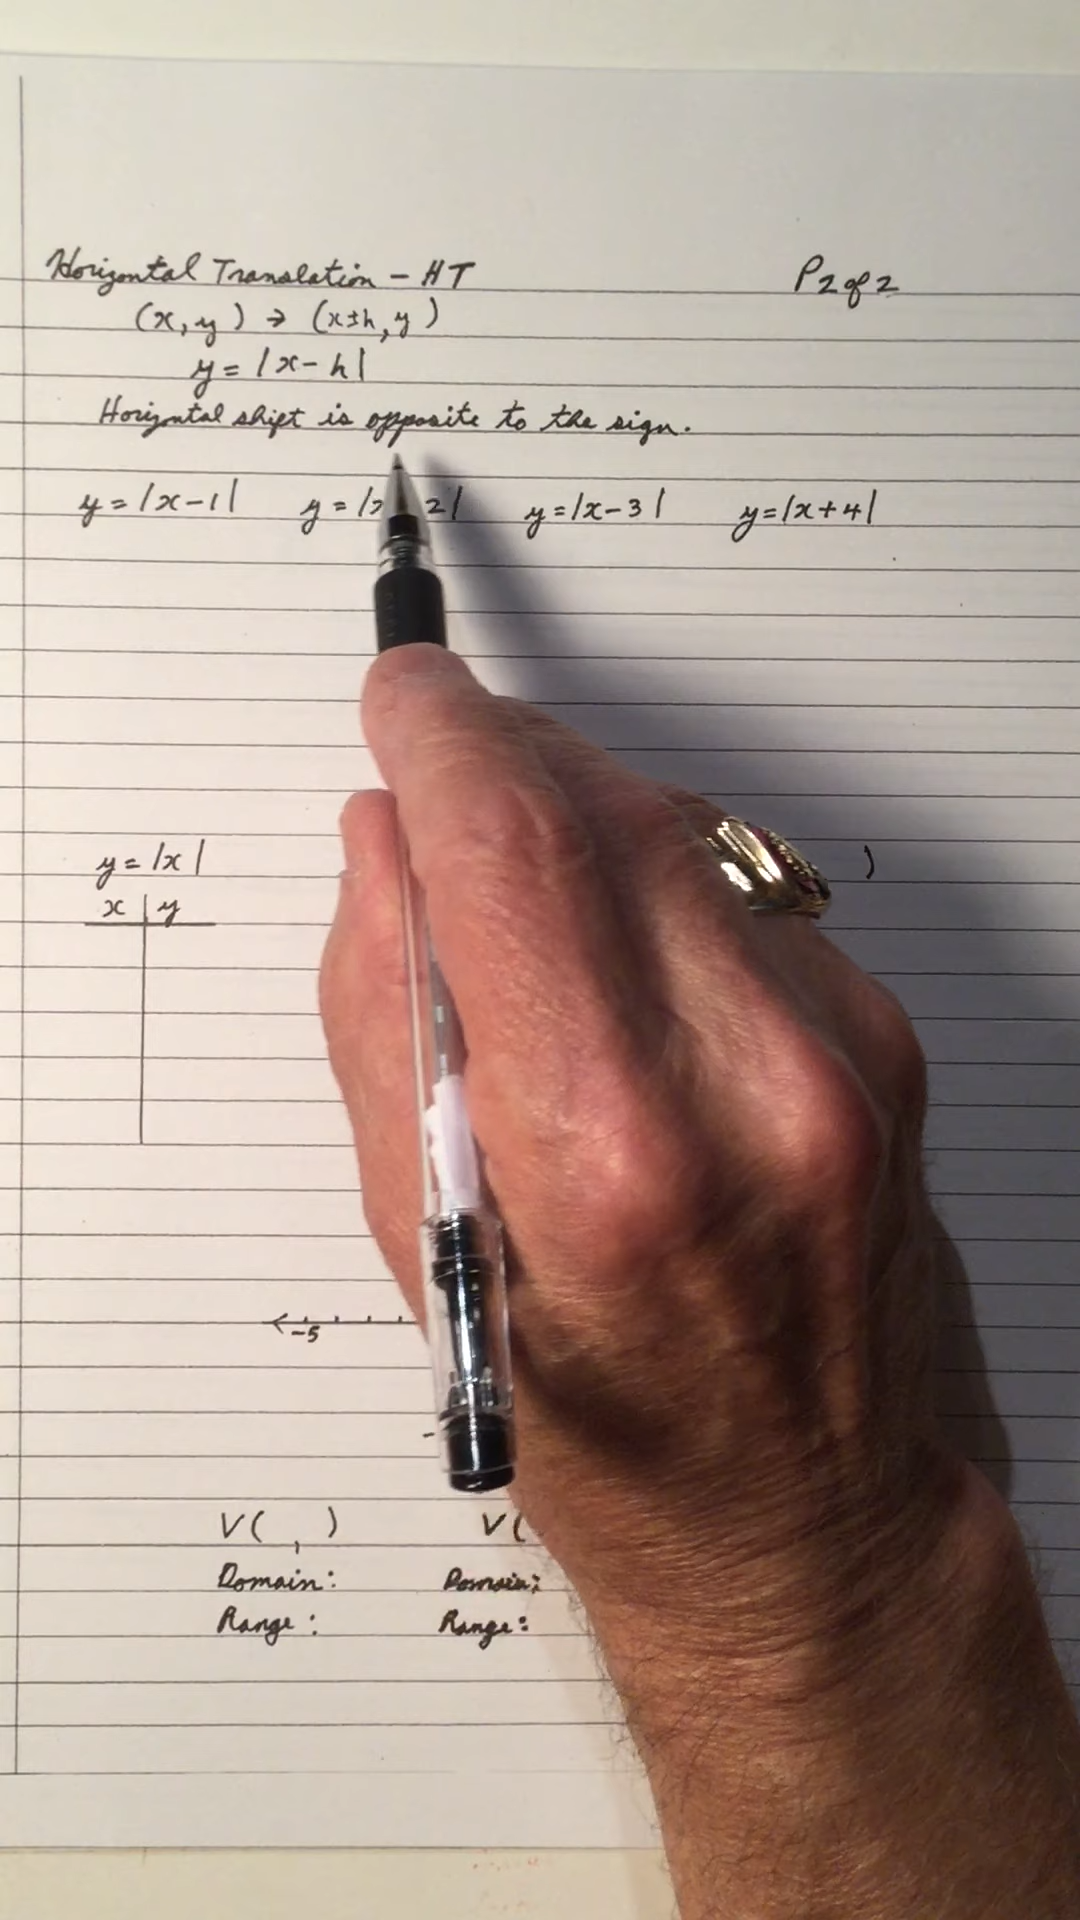 Horizontal Translation – HT
P2 of 2
(x, y) → (x±h, y)
y = |x – h|
Horizontal shift is opposite to the sign.
y = |x – 1| y = |x 2| y = |x – 3| y = |x + 4|
y = |x| )
x | y
-5
V( , ) V(
Domain: Domain:
Range: Range: